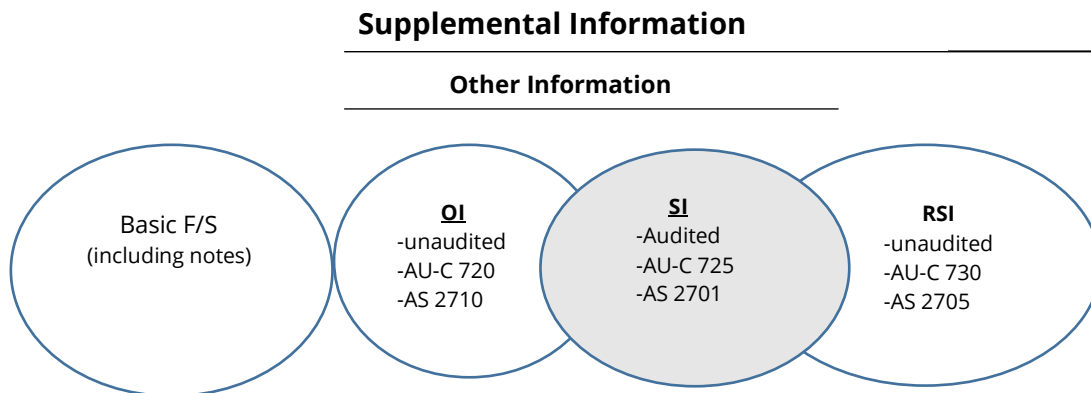 Supplemental Information
Other Information
Basic F/S
(including notes)
OI
-unaudited
-AU-C 720
-AS 2710
SI
-Audited
-AU-C 725
-AS 2701
RSI
-unaudited
-AU-C 730
-AS 2705